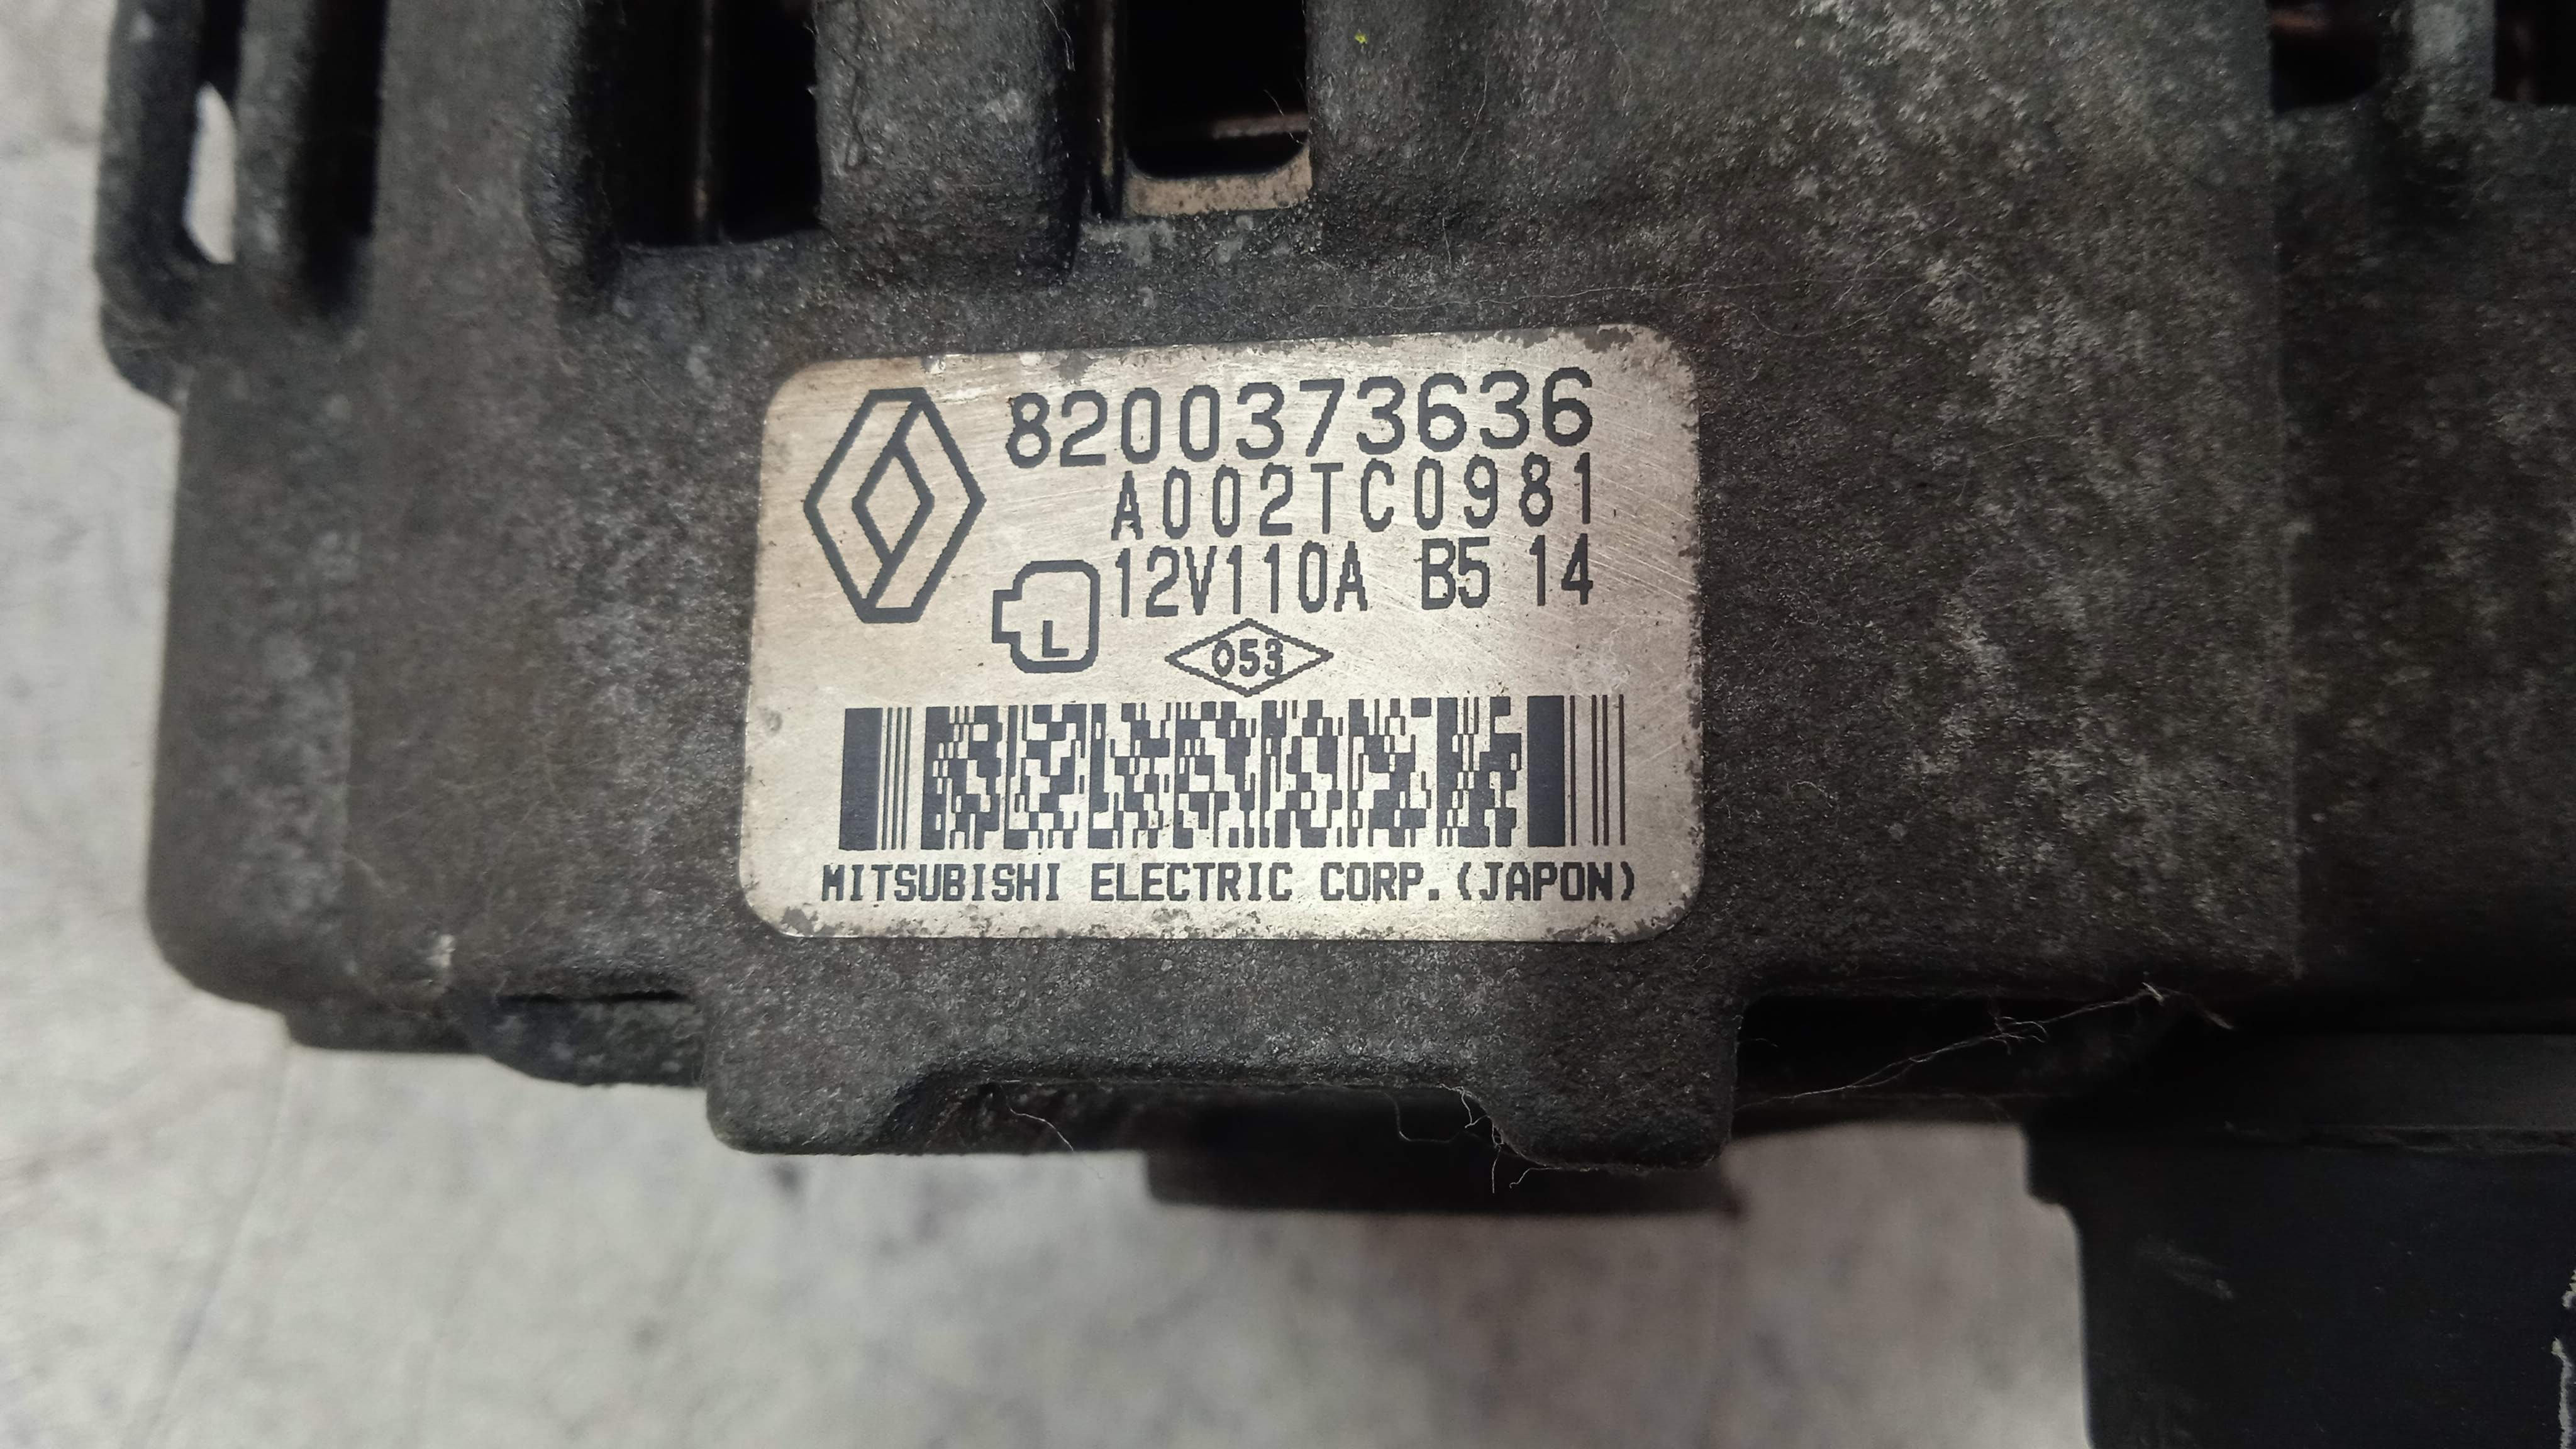 8200373636
A002TC0981
12V110A B5 14
L
053
MITSUBISHI ELECTRIC CORP.(JAPON)